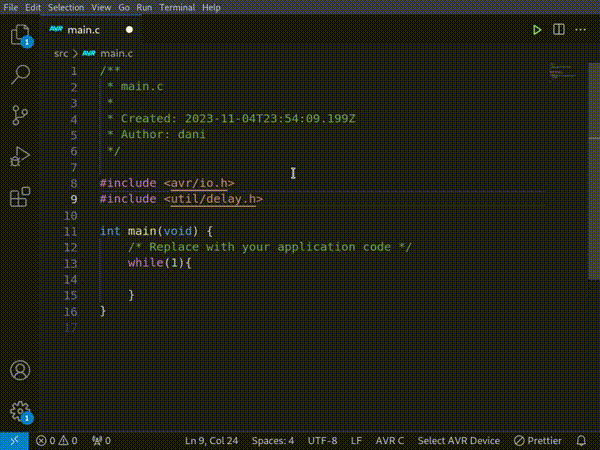 File Edit Selection View Go Run Terminal Help
AVR main.c
1
src > AVR main.c
1 /**
2  * main.c
3  *
4  * Created: 2023-11-04T23:54:09.199Z
5  * Author: dani
6  */
7
8 #include <avr/io.h>
9 #include <util/delay.h>
10
11 int main(void) {
12     /* Replace with your application code */
13     while(1){
14
15     }
16 }
17
1
0 0 0 Ln 9, Col 24 Spaces: 4 UTF-8 LF AVR C Select AVR Device Prettier